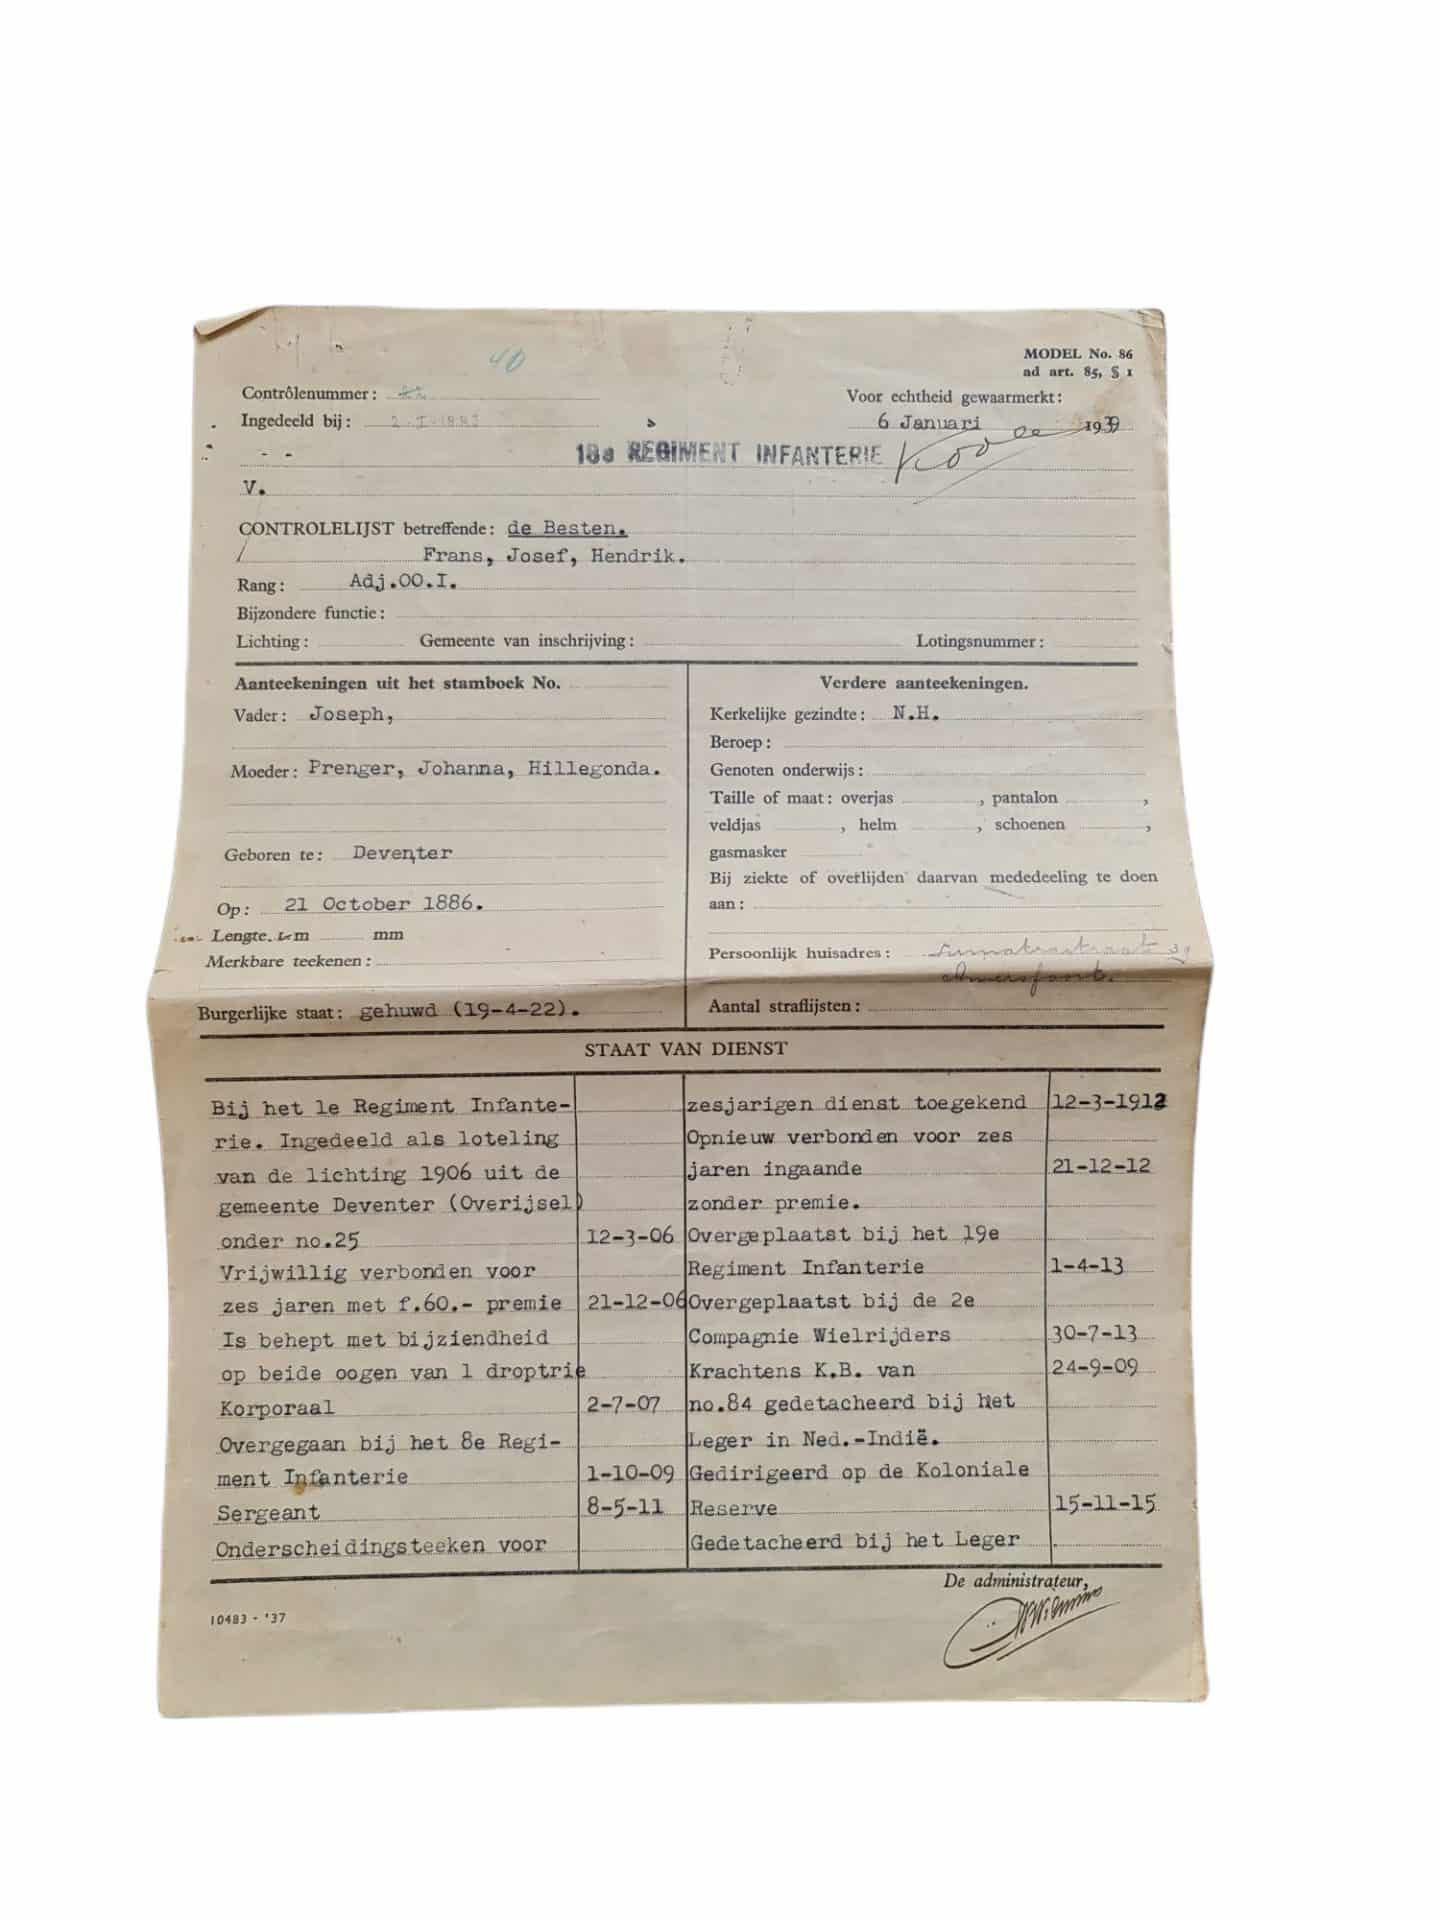 40
MODEL No. 86
ad art. 85, § 1
Contrôlenummer:
Voor echtheid gewaarmerkt:
Ingedeeld bij:
6 Januari 1939
18e REGIMENT INFANTERIE
V.
CONTROLELIJST betreffende: de Besten.
Frans, Josef, Hendrik.
Rang: Adj.OO.I.
Bijzondere functie:
Lichting: Gemeente van inschrijving: Lotingsnummer:
Aanteekeningen uit het stamboek No.
Vader: Joseph,
Moeder: Prenger, Johanna, Hillegonda.
Geboren te: Deventer
Op: 21 October 1886.
Lengte. 1 m mm
Merkbare teekenen:
Burgerlijke staat: gehuwd (19-4-22).
Verdere aanteekeningen.
Kerkelijke gezindte: N.H.
Beroep:
Genoten onderwijs:
Taille of maat: overjas , pantalon ,
veldjas , helm , schoenen ,
gasmasker
Bij ziekte of overlijden daarvan mededeeling te doen
aan:
Persoonlijk huisadres: Sumatrastraat 39
Amersfoort.
Aantal straflijsten:
STAAT VAN DIENST
Bij het 1e Regiment Infante-
rie. Ingedeeld als loteling
van de lichting 1906 uit de
gemeente Deventer (Overijsel)
onder no.25 12-3-06
Vrijwillig verbonden voor
zes jaren met f.60.- premie 21-12-06
Is behept met bijziendheid
op beide oogen van 1 droptrie
Korporaal 2-7-07
Overgegaan bij het 8e Regi-
ment Infanterie 1-10-09
Sergeant 8-5-11
Onderscheidingsteeken voor
zesjarigen dienst toegekend 12-3-1912
Opnieuw verbonden voor zes
jaren ingaande 21-12-12
zonder premie.
Overgeplaatst bij het 19e
Regiment Infanterie 1-4-13
Overgeplaatst bij de 2e
Compagnie Wielrijders 30-7-13
Krachtens K.B. van 24-9-09
no.84 gedetacheerd bij het
Leger in Ned.-Indië.
Gedirigeerd op de Koloniale
Reserve 15-11-15
Gedetacheerd bij het Leger
De administrateur,
10483 - '37